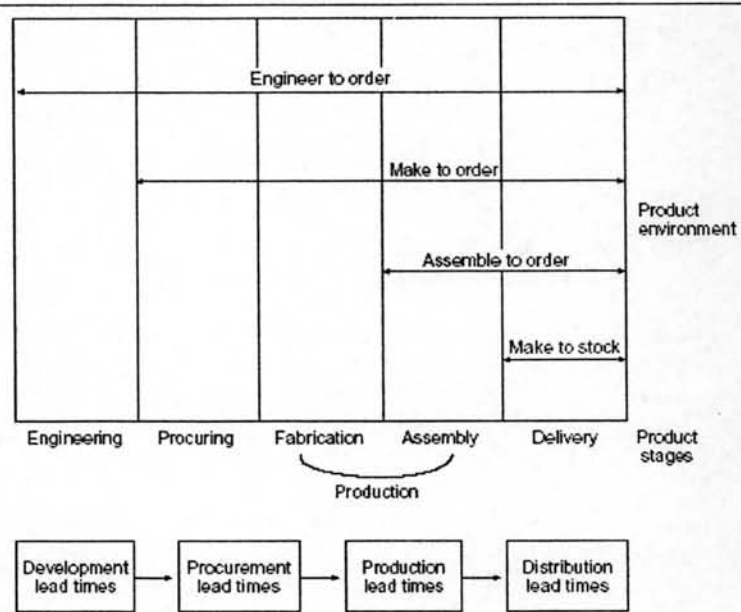 Engineer to order
Make to order
Product
environment
Assemble to order
Make to stock
Engineering Procuring Fabrication Assembly Delivery Product
stages
Production
Development
lead times
Procurement
lead times
Production
lead times
Distribution
lead times